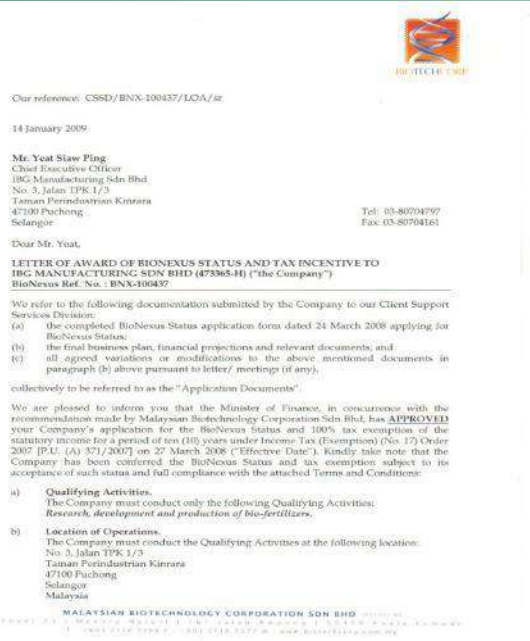 BIOTECHCORP
Our reference: CSSD/BNX-100437/LOA/sr
14 January 2009
Mr. Yeat Siaw Ping
Chief Executive Officer
IBG Manufacturing Sdn Bhd
No. 3, Jalan TPK 1/3
Taman Perindustrian Kinrara
47100 Puchong
Selangor
Tel: 03-80704797
Fax: 03-80704161
Dear Mr. Yeat,
LETTER OF AWARD OF BIONEXUS STATUS AND TAX INCENTIVE TO
IBG MANUFACTURING SDN BHD (473365-H) ("the Company")
BioNexus Ref. No. : BNX-100437
We refer to the following documentation submitted by the Company to our Client Support
Services Division:
(a) the completed BioNexus Status application form dated 24 March 2008 applying for
BioNexus Status;
(b) the final business plan, financial projections and relevant documents; and
(c) all agreed variations or modifications to the above mentioned documents in
paragraph (b) above pursuant to letter/ meetings (if any),
collectively to be referred to as the "Application Documents".
We are pleased to inform you that the Minister of Finance, in concurrence with the
recommendation made by Malaysian Biotechnology Corporation Sdn Bhd, has APPROVED
your Company's application for the BioNexus Status and 100% tax exemption of the
statutory income for a period of ten (10) years under Income Tax (Exemption) (No. 17) Order
2007 [P.U. (A) 371/2007] on 27 March 2008 ("Effective Date"). Kindly take note that the
Company has been conferred the BioNexus Status and tax exemption subject to its
acceptance of such status and full compliance with the attached Terms and Conditions:
a) Qualifying Activities.
The Company must conduct only the following Qualifying Activities:
Research, development and production of bio-fertilizers.
b) Location of Operations.
The Company must conduct the Qualifying Activities at the following location:
No. 3, Jalan TPK 1/3
Taman Perindustrian Kinrara
47100 Puchong
Selangor
Malaysia
MALAYSIAN BIOTECHNOLOGY CORPORATION SDN BHD